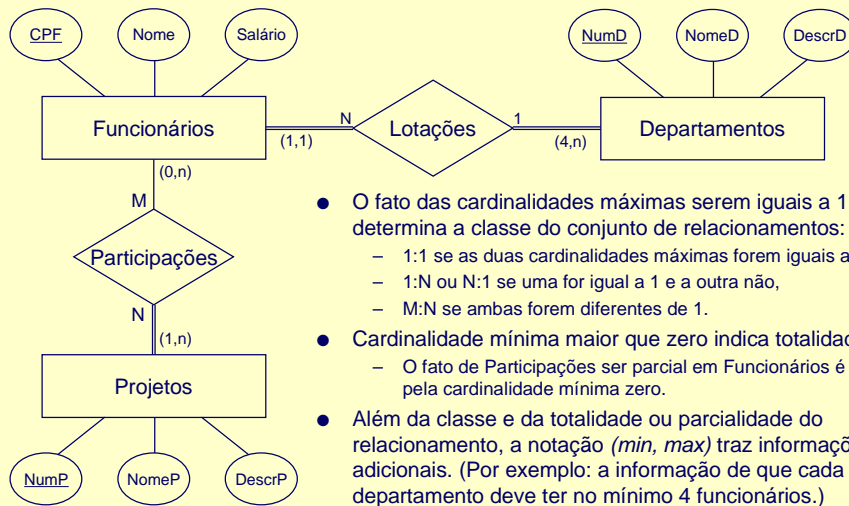 CPF Nome Salário NumD NomeD DescrD
Funcionários N Lotações 1 Departamentos
(1,1) (4,n)
(0,n)
M
Participações
N
(1,n)
Projetos
NumP NomeP DescrP
● O fato das cardinalidades máximas serem iguais a 1
determina a classe do conjunto de relacionamentos:
– 1:1 se as duas cardinalidades máximas forem iguais a
– 1:N ou N:1 se uma for igual a 1 e a outra não,
– M:N se ambas forem diferentes de 1.
● Cardinalidade mínima maior que zero indica
– O fato de Participações ser parcial em Funcionários é
pela cardinalidade mínima zero.
● Além da classe e da totalidade ou parcialidade do
relacionamento, a notação (min, max) traz
adicionais. (Por exemplo: a informação de que cada
departamento deve ter no mínimo 4 funcionários.)